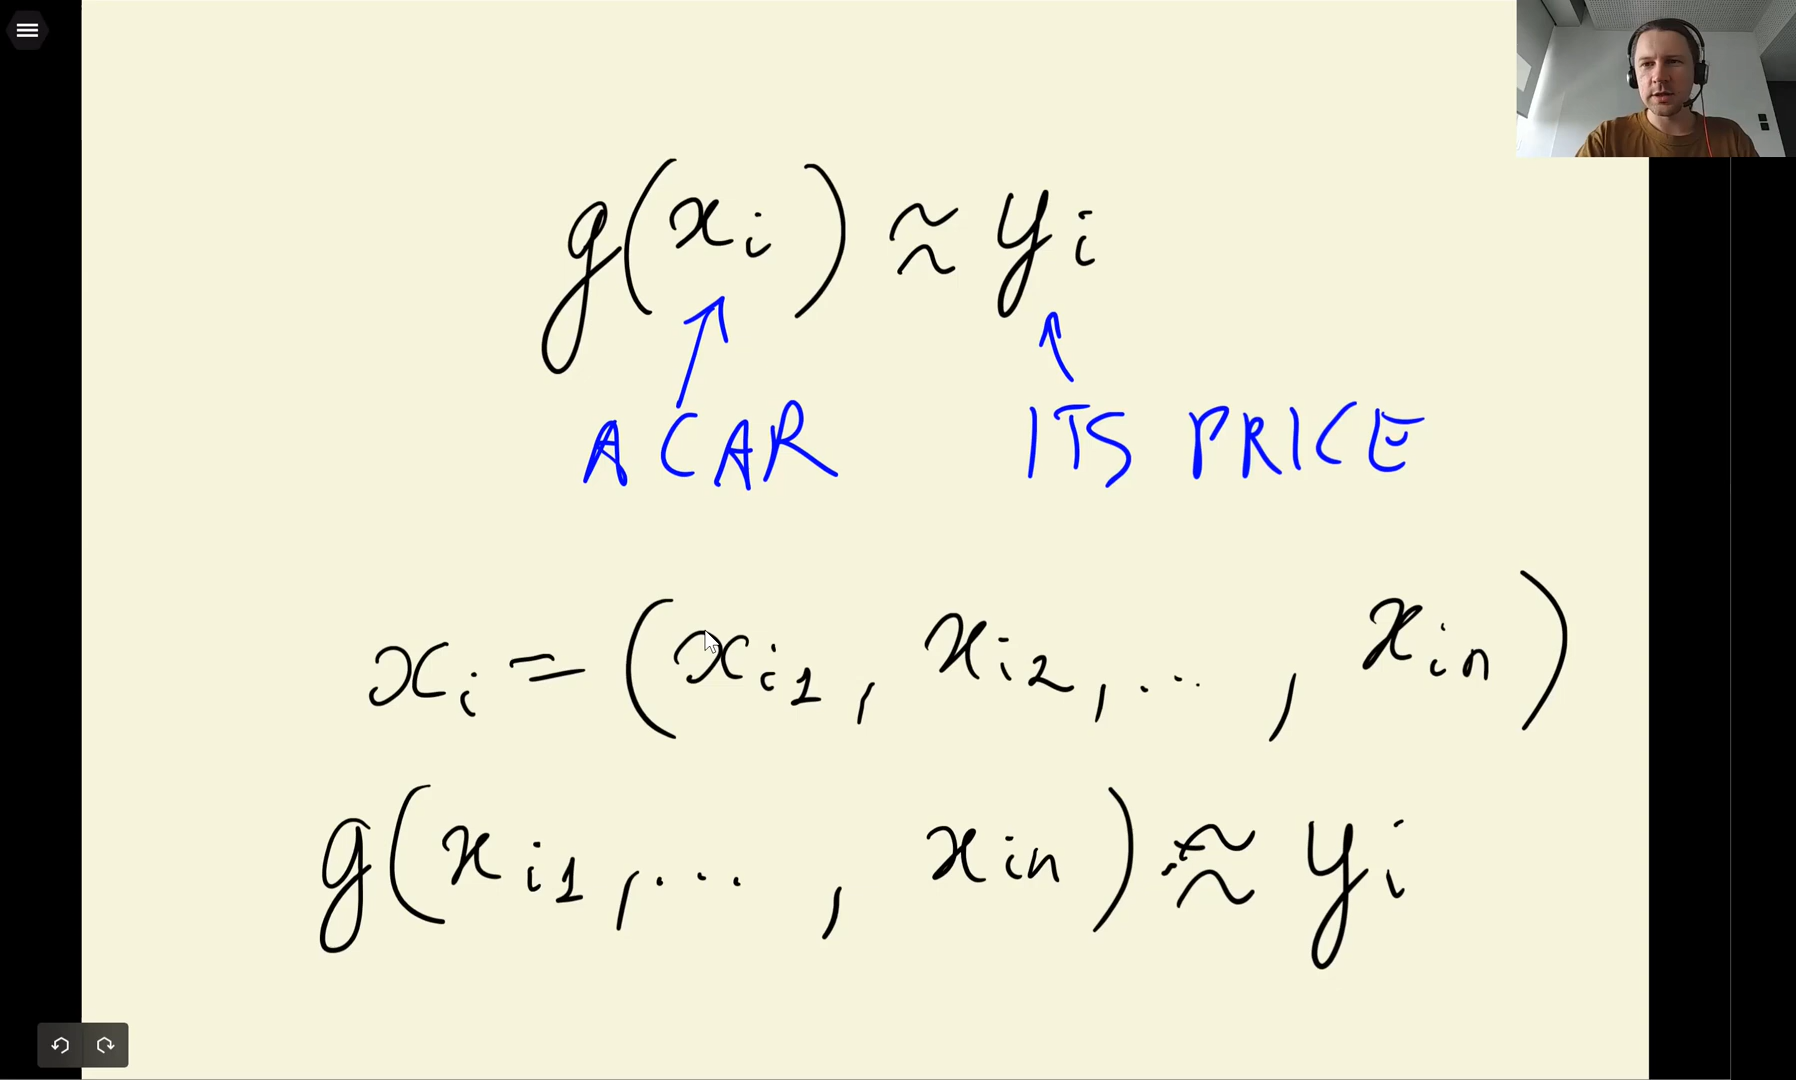 g(xᵢ) ≈ yᵢ
A CAR ITS PRICE
xᵢ = (xᵢ₁, xᵢ₂, ..., xᵢₙ)
g(xᵢ₁, ..., xᵢₙ) ≈ yᵢ